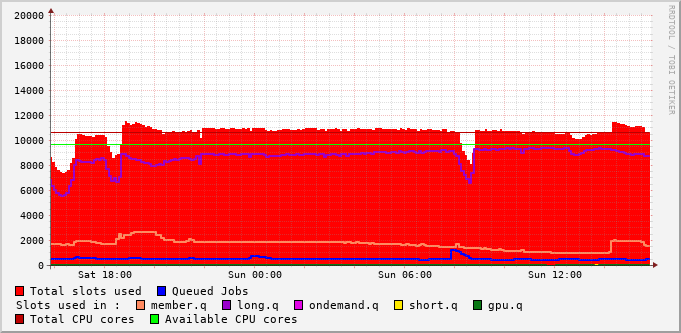 20000
18000
16000
14000
12000
10000
8000
6000
4000
2000
0
Sat 18:00 Sun 00:00 Sun 06:00 Sun 12:00
RRDTOOL / TOBI OETIKER
Total slots used Queued Jobs
Slots used in : member.q long.q ondemand.q short.q gpu.q
Total CPU cores Available CPU cores